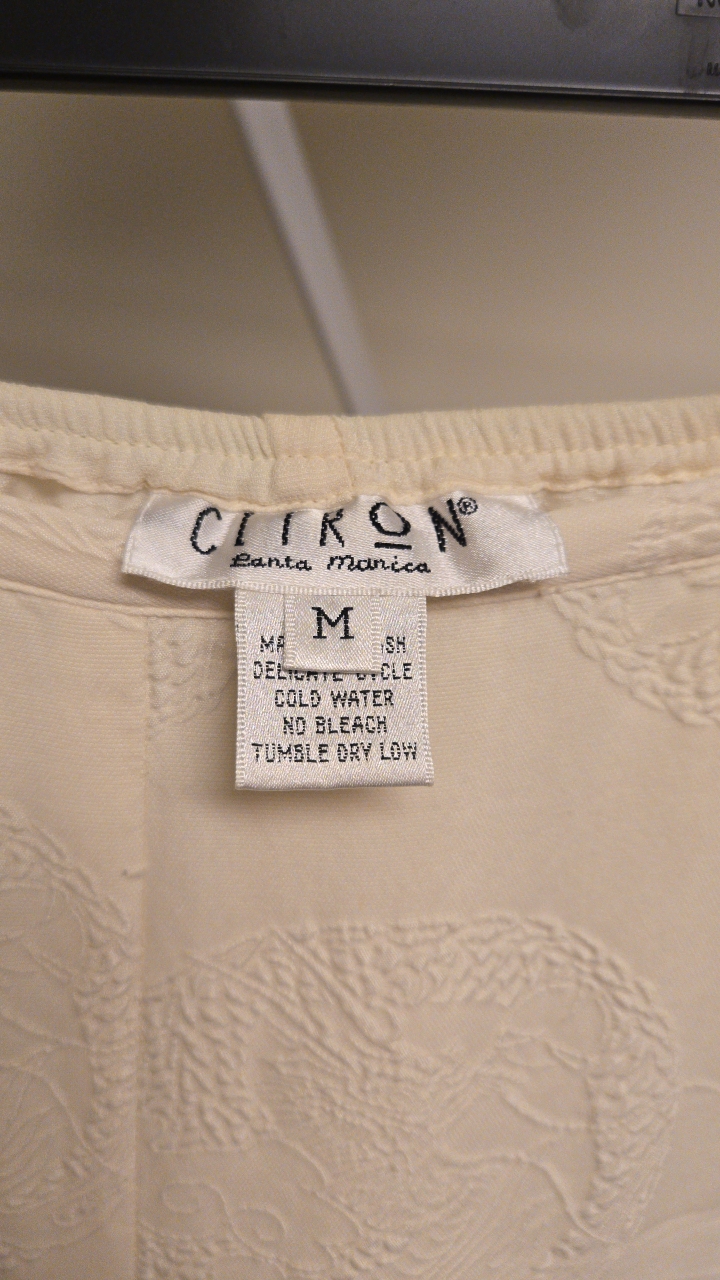 CITRON®
Santa Monica
M
DELICATE CYCLE
COLD WATER
NO BLEACH
TUMBLE DRY LOW